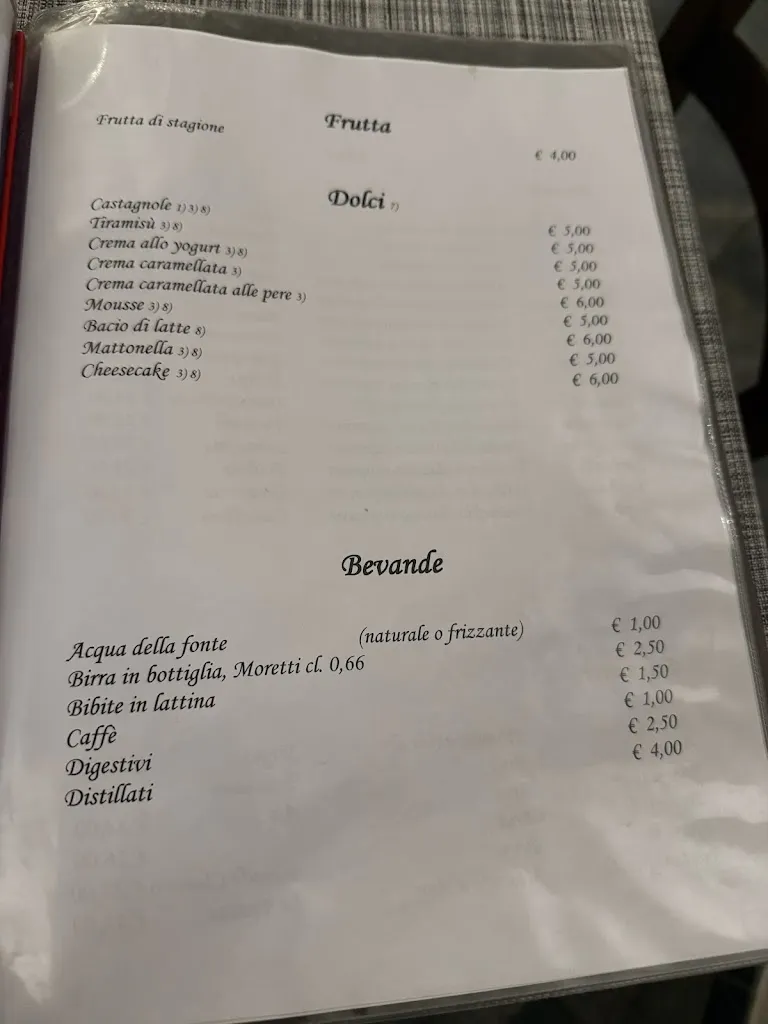 Frutta
Frutta di stagione € 4,00
Dolci 7)
Castagnole 1) 3) 8) € 5,00
Tiramisù 3) 8) € 5,00
Crema allo yogurt 3) 8) € 5,00
Crema caramellata 3) € 5,00
Crema caramellata alle pere 3) € 6,00
Mousse 3) 8) € 5,00
Bacio di latte 8) € 6,00
Mattonella 3) 8) € 5,00
Cheesecake 3) 8) € 6,00
Bevande
Acqua della fonte (naturale o frizzante) € 1,00
Birra in bottiglia, Moretti cl. 0,66 € 2,50
Bibite in lattina € 1,50
Caffè € 1,00
Digestivi € 2,50
Distillati € 4,00